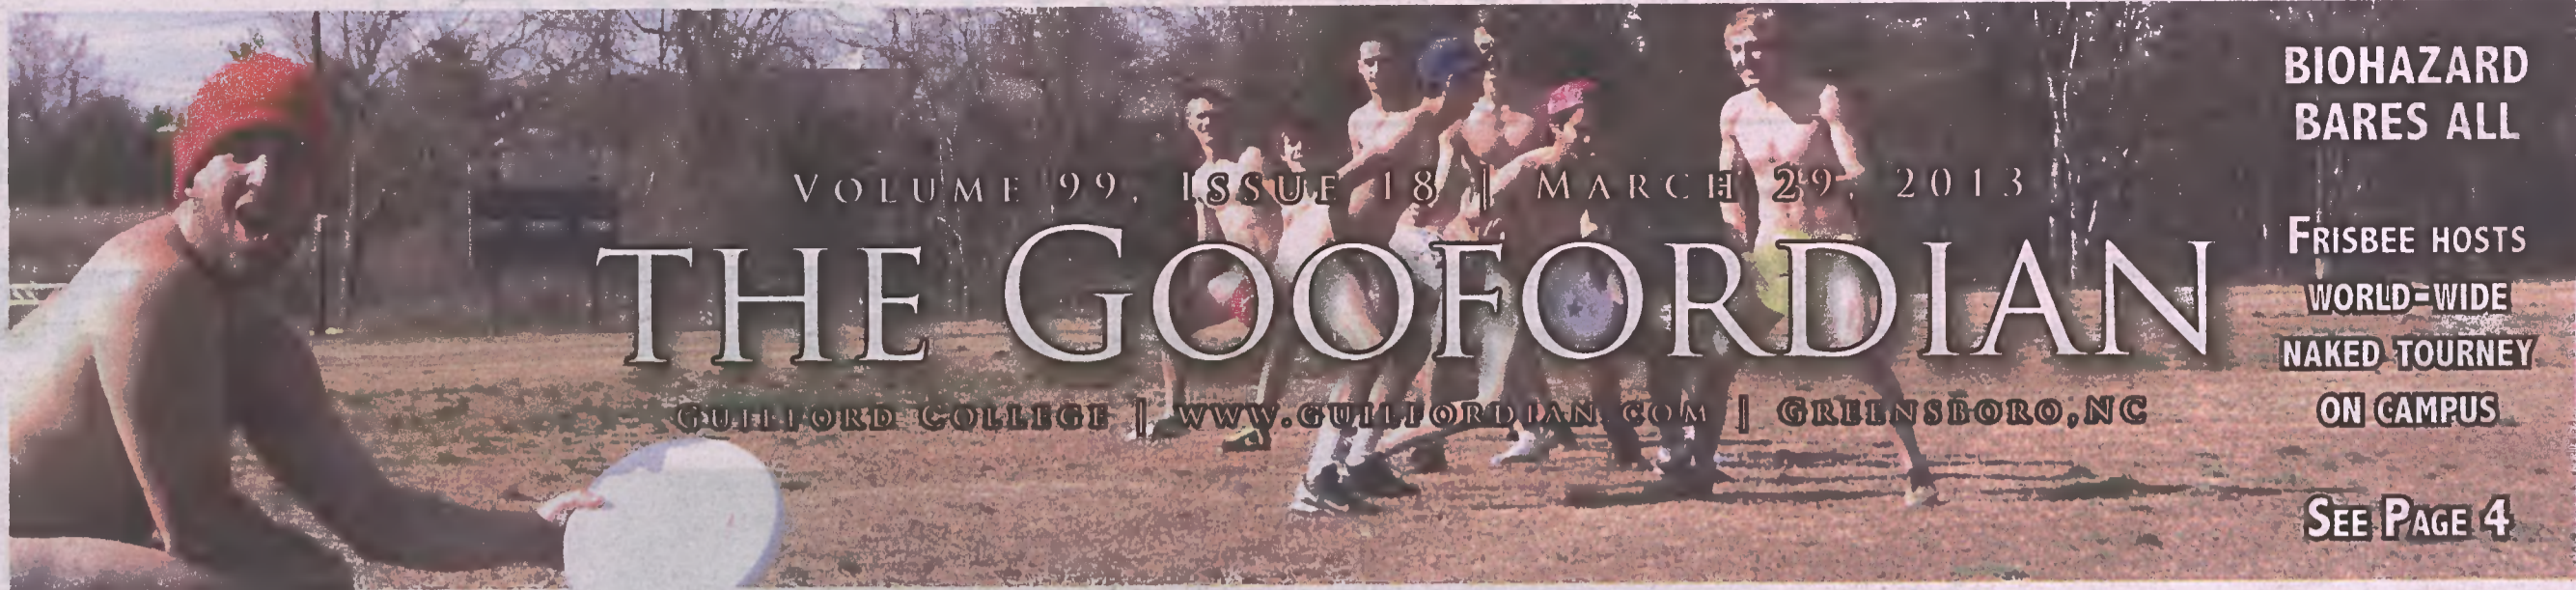 VOLUME 99, ISSUE 18 | MARCH 29, 2013
THE GOOFORDIAN
GUILFORD COLLEGE | WWW.GUILFORDIAN.COM | GREENSBORO, NC
BIOHAZARD
BARES ALL
FRISBEE HOSTS
WORLD-WIDE
NAKED TOURNEY
ON CAMPUS
SEE PAGE 4